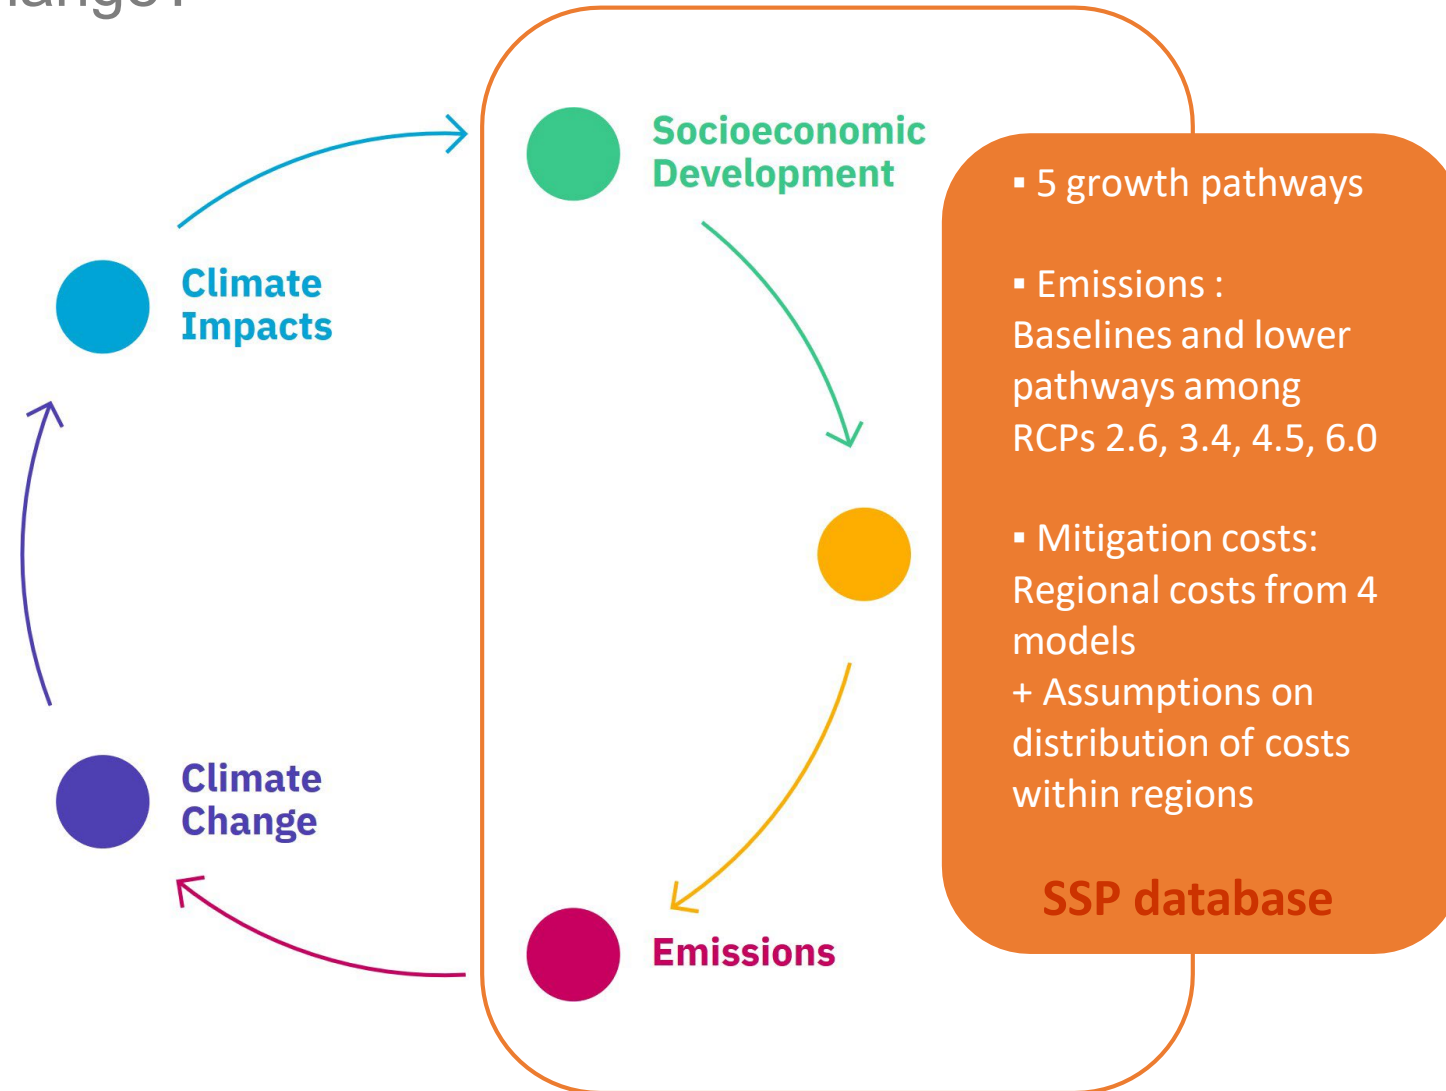 Socioeconomic
Development
Climate
Impacts
Climate
Change
Emissions
▪ 5 growth pathways
▪ Emissions :
Baselines and lower
pathways among
RCPs 2.6, 3.4, 4.5, 6.0
▪ Mitigation costs:
Regional costs from 4
models
+ Assumptions on
distribution of costs
within regions
SSP database